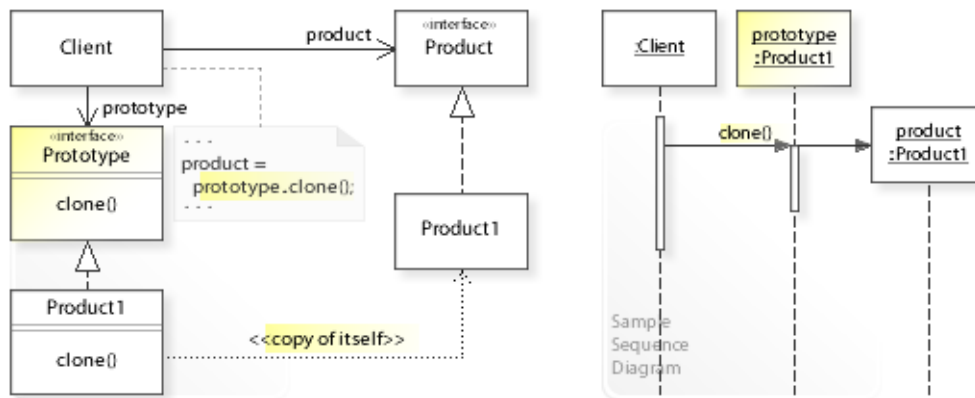 Client
product
«interface»
Product
prototype
«interface»
Prototype
clone()
- - -
product =
prototype.clone();
- - -
Product1
Product1
clone()
<<copy of itself>>
:Client
prototype
:Product1
clone()
product
:Product1
Sample
Sequence
Diagram